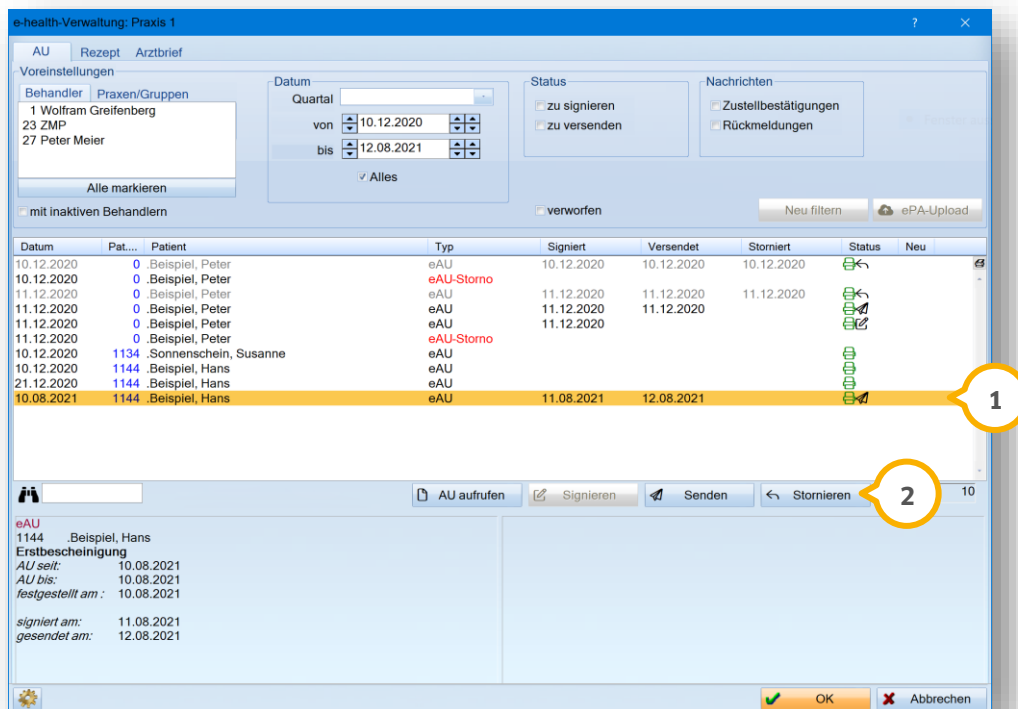 e-health-Verwaltung: Praxis 1 ? ×
AU Rezept Arztbrief
Voreinstellungen
Behandler Praxen/Gruppen
1 Wolfram Greifenberg
23 ZMP
27 Peter Meier
Alle markieren
mit inaktiven Behandlern
Datum
Quartal
von 10.12.2020
bis 12.08.2021
Alles
Status
zu signieren
zu versenden
verworfen
Nachrichten
Zustellbestätigungen
Rückmeldungen
Neu filtern ePA-Upload
Datum Pat.... Patient Typ Signiert Versendet Storniert Status Neu
10.12.2020 0 .Beispiel, Peter eAU 10.12.2020 10.12.2020 10.12.2020
10.12.2020 0 .Beispiel, Peter eAU-Storno
11.12.2020 0 .Beispiel, Peter eAU 11.12.2020 11.12.2020 11.12.2020
11.12.2020 0 .Beispiel, Peter eAU 11.12.2020 11.12.2020
11.12.2020 0 .Beispiel, Peter eAU 11.12.2020
11.12.2020 0 .Beispiel, Peter eAU-Storno
10.12.2020 1134 .Sonnenschein, Susanne eAU
10.12.2020 1144 .Beispiel, Hans eAU
21.12.2020 1144 .Beispiel, Hans eAU
10.08.2021 1144 .Beispiel, Hans eAU 11.08.2021 12.08.2021
1
AU aufrufen Signieren Senden Stornieren 2 10
eAU
1144 .Beispiel, Hans
Erstbescheinigung
AU seit: 10.08.2021
AU bis: 10.08.2021
festgestellt am : 10.08.2021
signiert am: 11.08.2021
gesendet am: 12.08.2021
OK Abbrechen